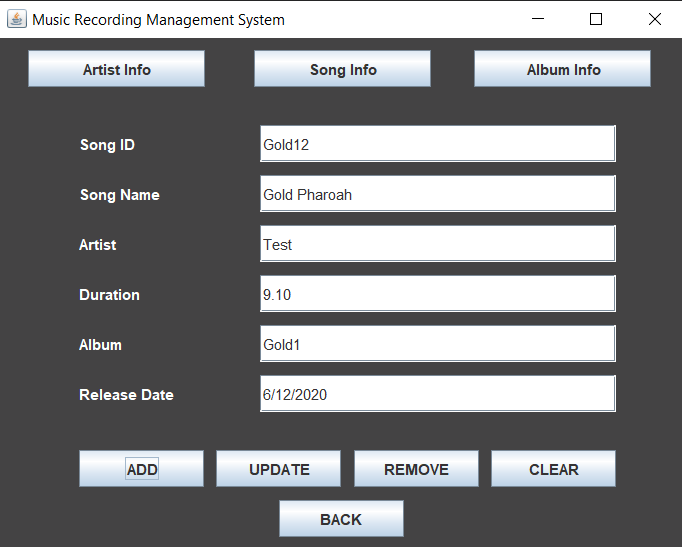 Music Recording Management System
Artist Info Song Info Album Info
Song ID Gold12
Song Name Gold Pharoah
Artist Test
Duration 9.10
Album Gold1
Release Date 6/12/2020
ADD UPDATE REMOVE CLEAR
BACK